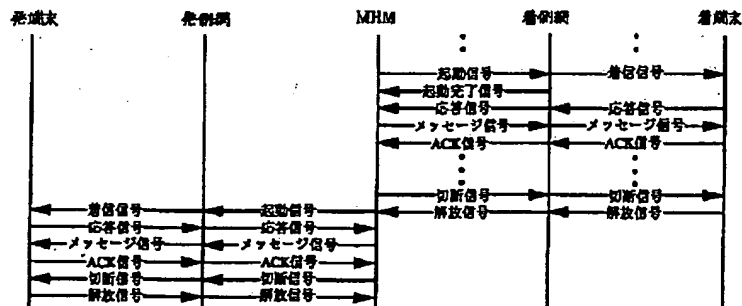 発端末 発側網 MHM 着側網 着端末
起動信号 着信信号
起動完了信号
応答信号 応答信号
メッセージ信号 メッセージ信号
ACK信号 ACK信号
切断信号 切断信号
解放信号 解放信号
着信信号 起動信号
応答信号 応答信号
メッセージ信号 メッセージ信号
ACK信号 ACK信号
切断信号 切断信号
解放信号 解放信号